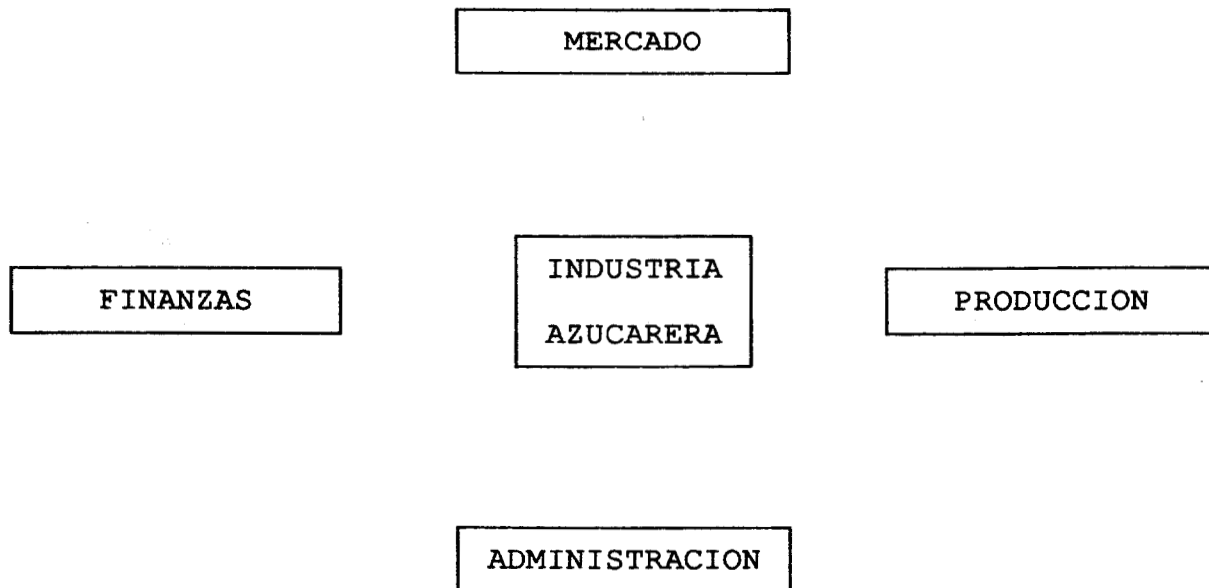 MERCADO
FINANZAS
INDUSTRIA
AZUCARERA
PRODUCCION
ADMINISTRACION